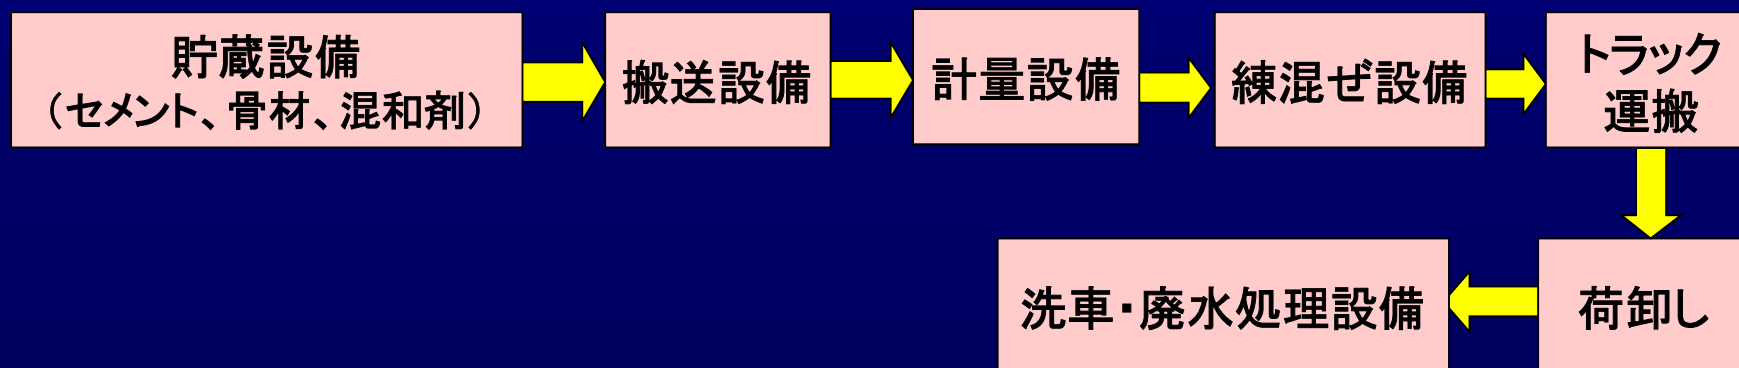 貯蔵設備
（セメント、骨材、混和剤）
搬送設備
計量設備
練混ぜ設備
トラック
運搬
荷卸し
洗車・廃水処理設備